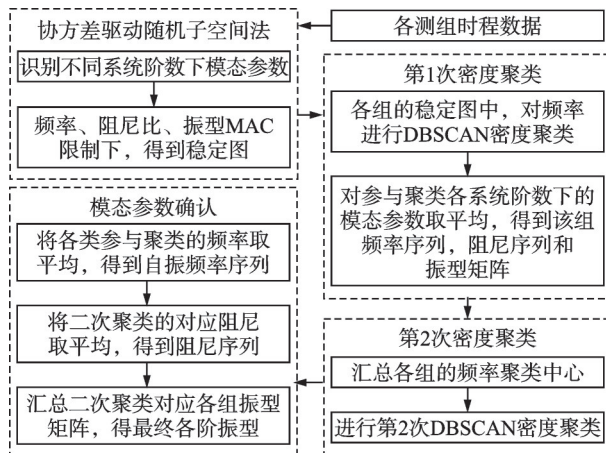 各测组时程数据
协方差驱动随机子空间法
识别不同系统阶数下模态参数
频率、阻尼比、振型MAC
限制下，得到稳定图
第1次密度聚类
各组的稳定图中，对频率
进行DBSCAN密度聚类
对参与聚类各系统阶数下的
模态参数取平均，得到该组
频率序列，阻尼序列和
振型矩阵
第2次密度聚类
汇总各组的频率聚类中心
进行第2次DBSCAN密度聚类
模态参数确认
将各类参与聚类的频率取
平均，得到自振频率序列
将二次聚类的对应阻尼
取平均，得到阻尼序列
汇总二次聚类对应各组振型
矩阵，得最终各阶振型